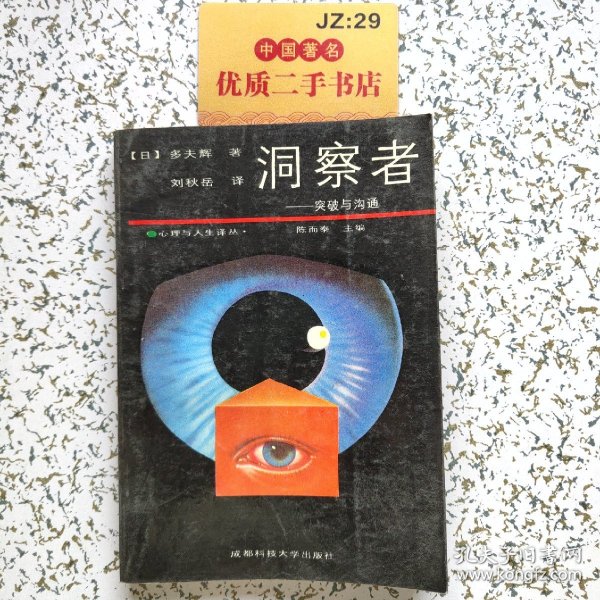 JZ:29
中国著名
优质二手书店
【日】多夫辉 著
刘秋岳 译
洞察者
——突破与沟通
心理与人生译丛·
陈而泰 主编
成都科技大学出版社
孔夫子旧书网
www.kongfz.com